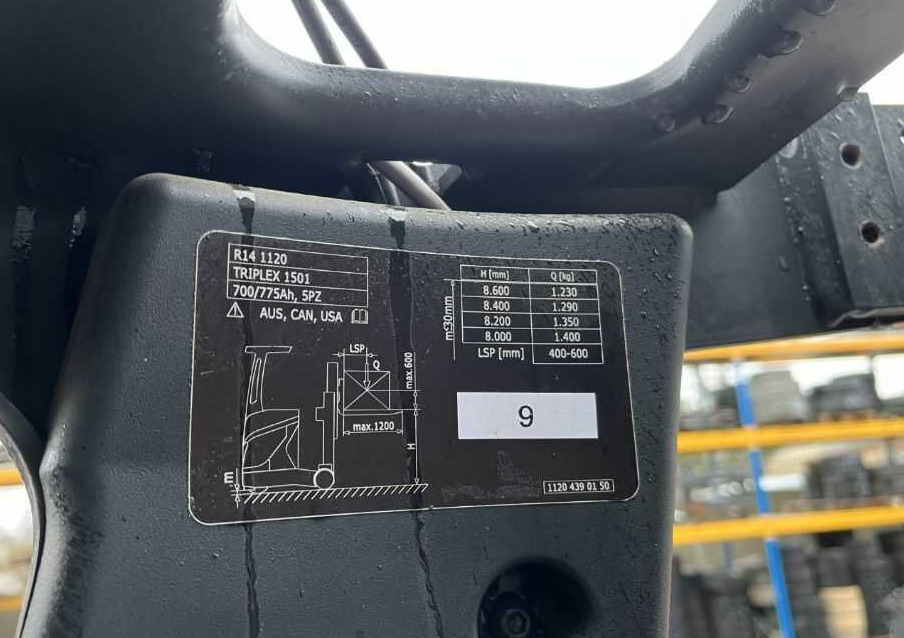 R14 1120
TRIPLEX 1501
700/775Ah, 5PZ
AUS, CAN, USA
LSP
Q
max.600
max.1200
H
m
H [mm] Q [kg]
8.600 1.230
8.400 1.290
8.200 1.350
8.000 1.400
LSP [mm] 400-600
m≤30mm
9
1120 439 01 50